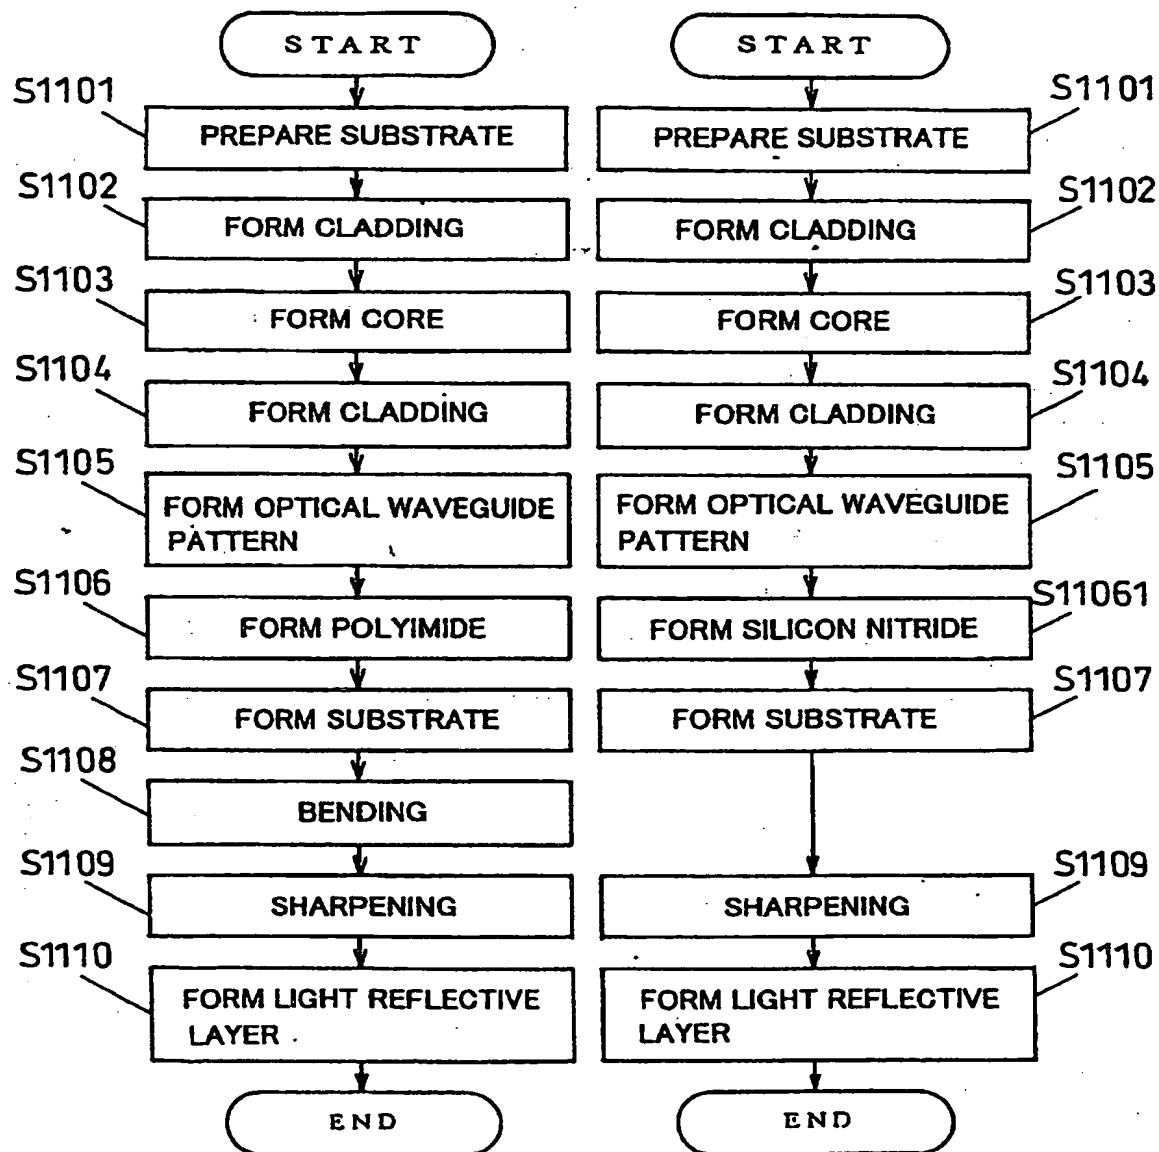 START
S1101
PREPARE SUBSTRATE
S1102
FORM CLADDING
S1103
FORM CORE
S1104
FORM CLADDING
S1105
FORM OPTICAL WAVEGUIDE
PATTERN
S1106
FORM POLYIMIDE
S1107
FORM SUBSTRATE
S1108
BENDING
S1109
SHARPENING
S1110
FORM LIGHT REFLECTIVE
LAYER
END
START
S1101
PREPARE SUBSTRATE
S1102
FORM CLADDING
S1103
FORM CORE
S1104
FORM CLADDING
S1105
FORM OPTICAL WAVEGUIDE
PATTERN
S11061
FORM SILICON NITRIDE
S1107
FORM SUBSTRATE
S1109
SHARPENING
S1110
FORM LIGHT REFLECTIVE
LAYER
END